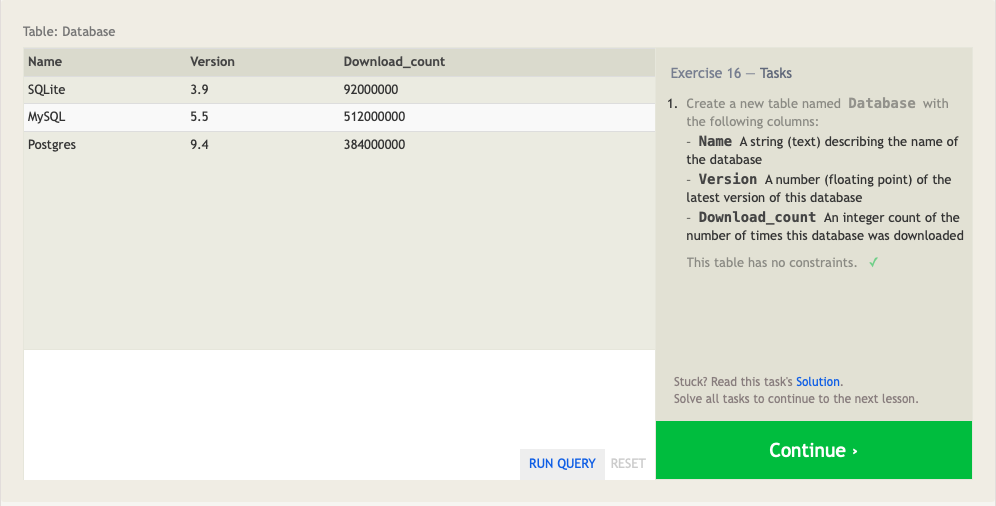 Table: Database
Name Version Download_count
SQLite 3.9 92000000
MySQL 5.5 512000000
Postgres 9.4 384000000
RUN QUERY RESET
Exercise 16 — Tasks
1. Create a new table named Database with
the following columns:
- Name A string (text) describing the name of
the database
- Version A number (floating point) of the
latest version of this database
- Download_count An integer count of the
number of times this database was downloaded
This table has no constraints. ✓
Stuck? Read this task's Solution.
Solve all tasks to continue to the next lesson.
Continue ›